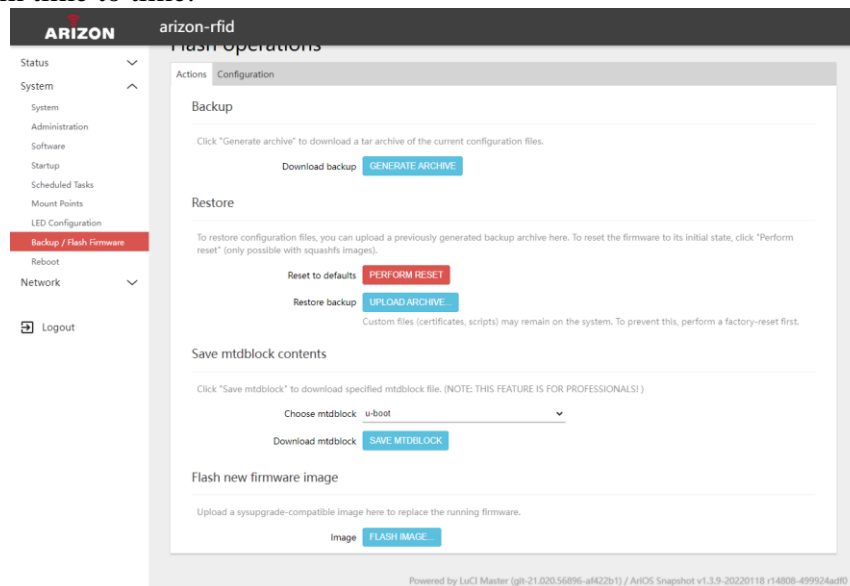 ARIZON
arizon-rfid
Flash operations
Status
System
System
Administration
Software
Startup
Scheduled Tasks
Mount Points
LED Configuration
Backup / Flash Firmware
Reboot
Network
Logout
Actions Configuration
Backup
Click "Generate archive" to download a tar archive of the current configuration files.
Download backup GENERATE ARCHIVE
Restore
To restore configuration files, you can upload a previously generated backup archive here. To reset the firmware to its initial state, click "Perform
reset" (only possible with squashfs images).
Reset to defaults PERFORM RESET
Restore backup UPLOAD ARCHIVE...
Custom files (certificates, scripts) may remain on the system. To prevent this, perform a factory-reset first.
Save mtdblock contents
Click "Save mtdblock" to download specified mtdblock file. (NOTE: THIS FEATURE IS FOR PROFESSIONALS! )
Choose mtdblock u-boot
Download mtdblock SAVE MTDBLOCK
Flash new firmware image
Upload a sysupgrade-compatible image here to replace the running firmware.
Image FLASH IMAGE...
Powered by LuCI Master (git-21.020.56896-af422b1) / AriOS Snapshot v1.3.9-20220118 r14808-499924adf0